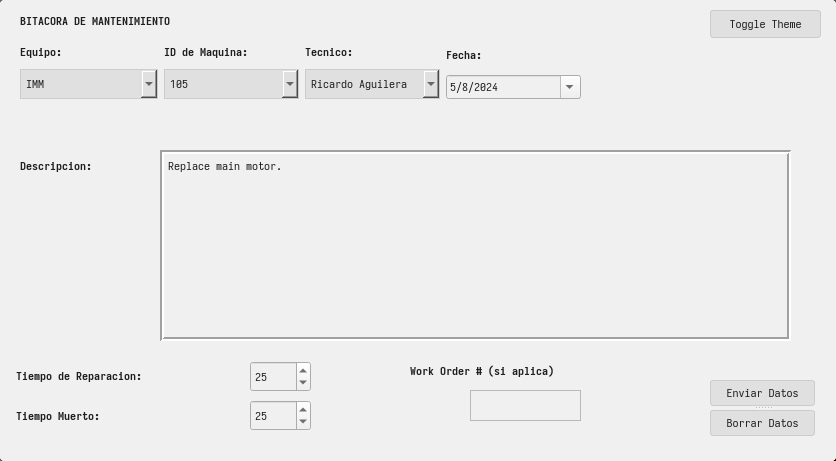 BITACORA DE MANTENIMIENTO
Toggle Theme
Equipo: ID de Maquina: Tecnico: Fecha:
IMM 105 Ricardo Aguilera 5/8/2024
Descripcion: Replace main motor.
Tiempo de Reparacion: 25 Work Order # (si aplica)
Enviar Datos
Tiempo Muerto: 25
Borrar Datos